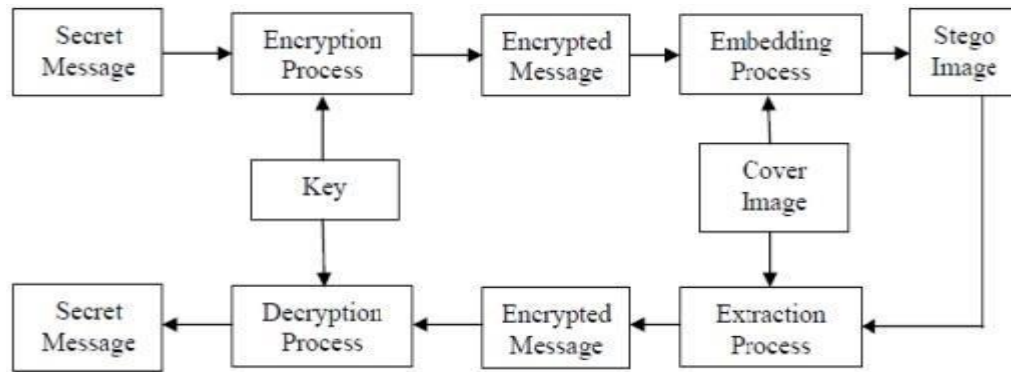 Secret
Message
Encryption
Process
Encrypted
Message
Embedding
Process
Stego
Image
Key
Cover
Image
Secret
Message
Decryption
Process
Encrypted
Message
Extraction
Process